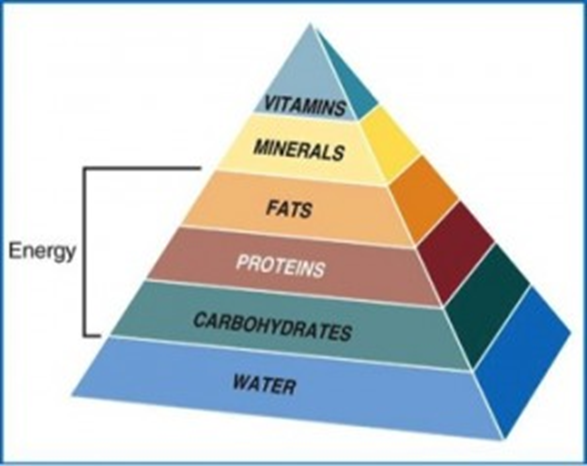 VITAMINS
MINERALS
FATS
Energy
PROTEINS
CARBOHYDRATES
WATER